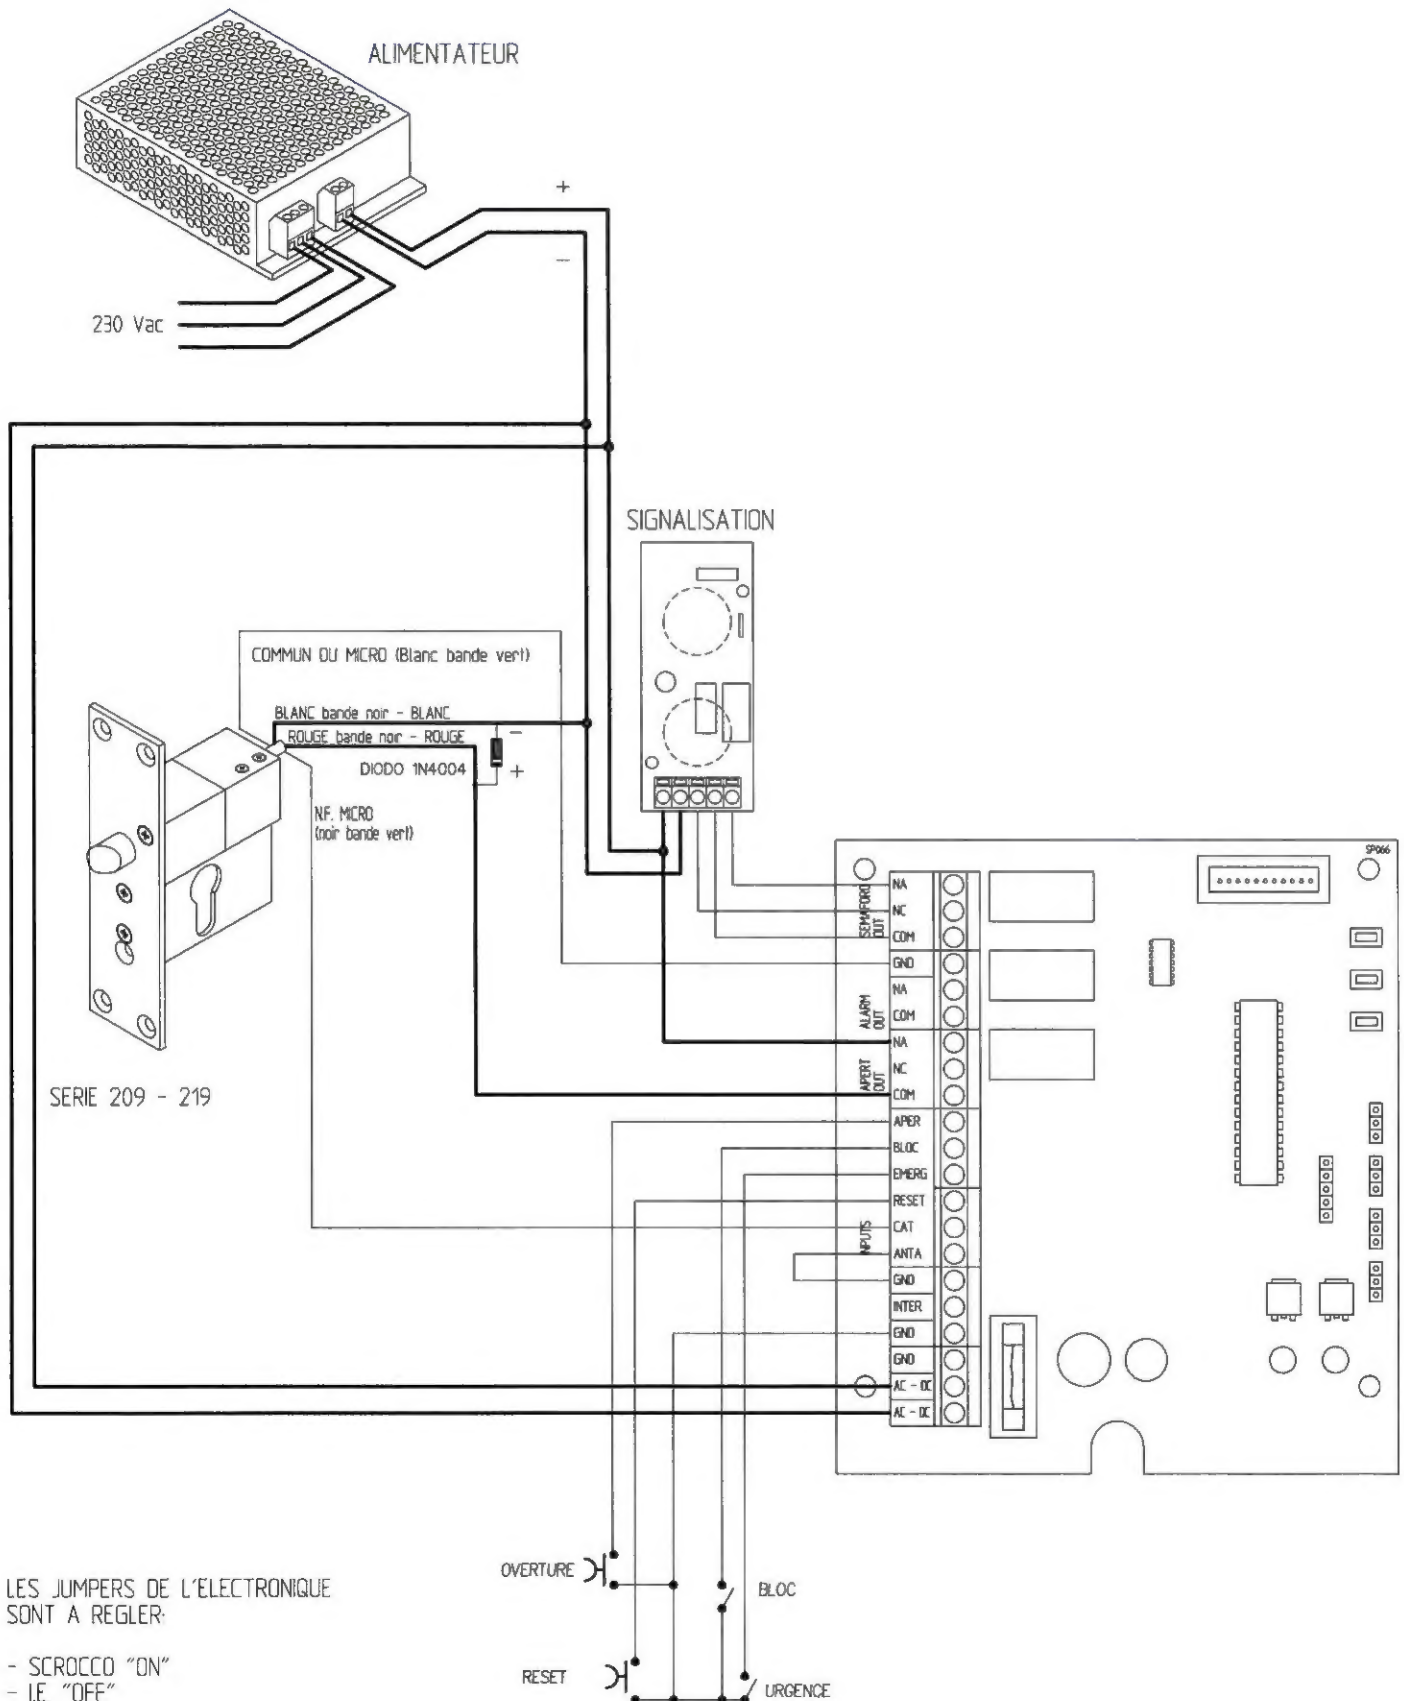 ALIMENTATEUR
+
–
230 Vac
SIGNALISATION
COMMUN DU MICRO (Blanc bande vert)
BLANC bande noir - BLANC
ROUGE bande noir - ROUGE
–
DIODO 1N4004
+
N.F. MICRO
(noir bande vert)
SERIE 209 - 219
SP066
SEMAFORO
OUT
NA
NC
COM
GND
ALARM
OUT
NA
COM
APERT
OUT
NA
NC
COM
INPUTS
APER
BLOC
EMERG
RESET
CAT
ANTA
GND
INTER
GND
GND
AC - DC
AC - DC
OVERTURE
BLOC
RESET
URGENCE
LES JUMPERS DE L'ELECTRONIQUE
SONT A REGLER:
- SCROCCO "ON"
- I.E. "OFF"